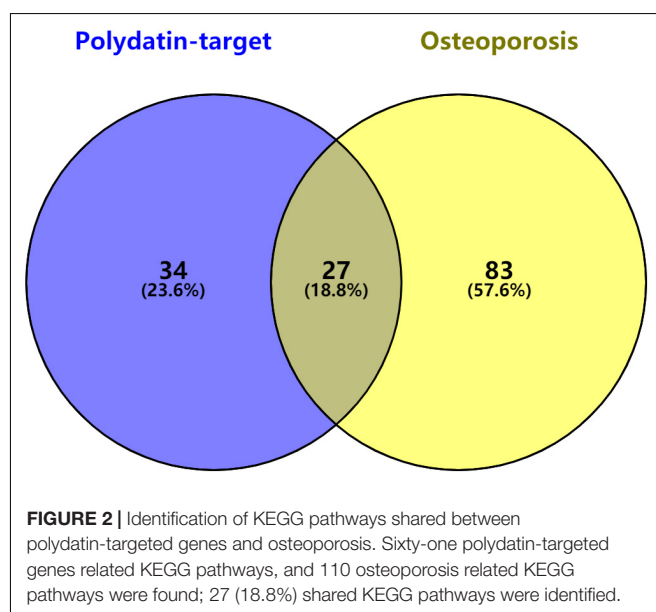 Polydatin-target
Osteoporosis
34
(23.6%)
27
(18.8%)
83
(57.6%)
FIGURE 2 | Identification of KEGG pathways shared between
polydatin-targeted genes and osteoporosis. Sixty-one polydatin-targeted
genes related KEGG pathways, and 110 osteoporosis related KEGG
pathways were found; 27 (18.8%) shared KEGG pathways were identified.